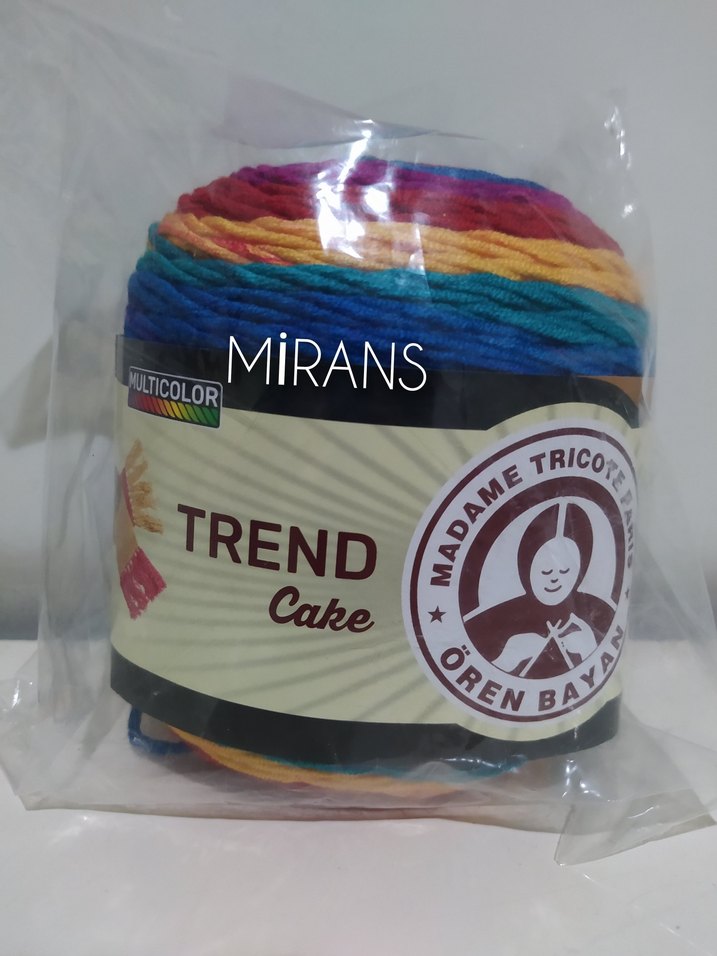 MiRANS
MULTICOLOR
TREND
Cake
MADAME TRICOTE PARIS
ÖREN BAYAN